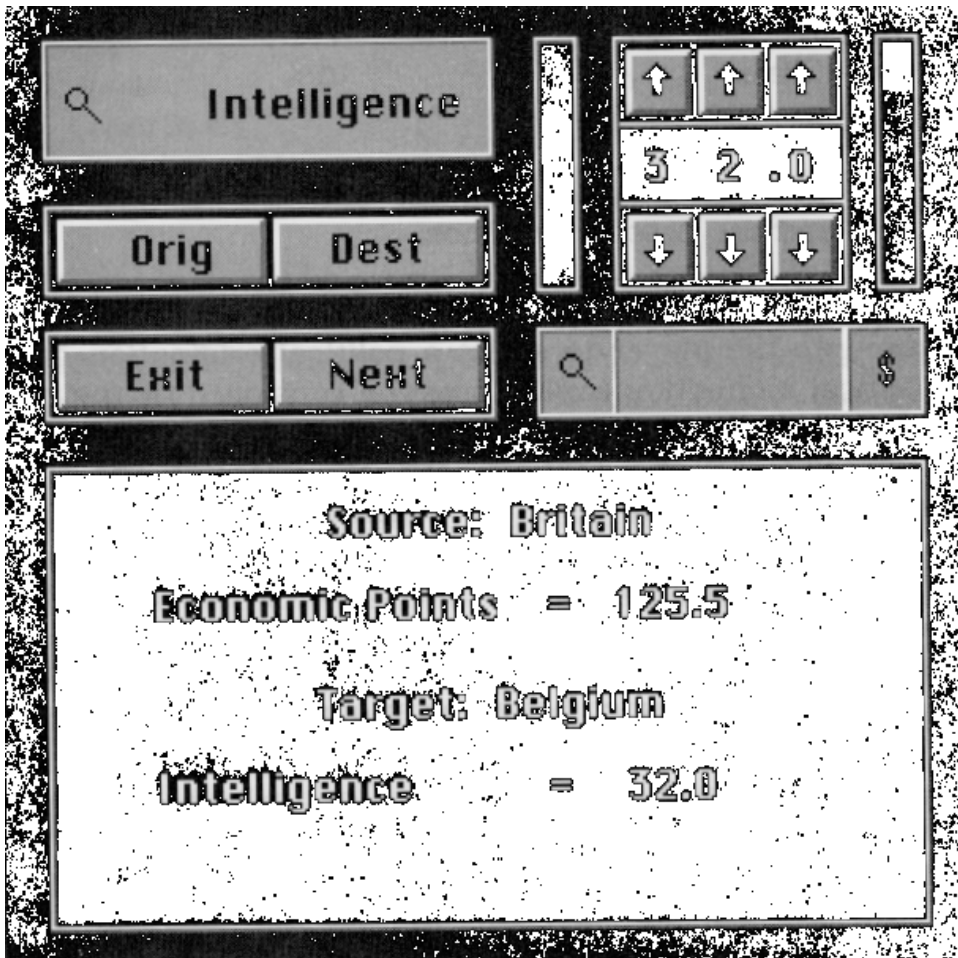 Intelligence
3 2 .0
Orig Dest
Exit Next
$
Source: Britain
Economic Points = 125.5
Target: Belgium
Intelligence = 32.0